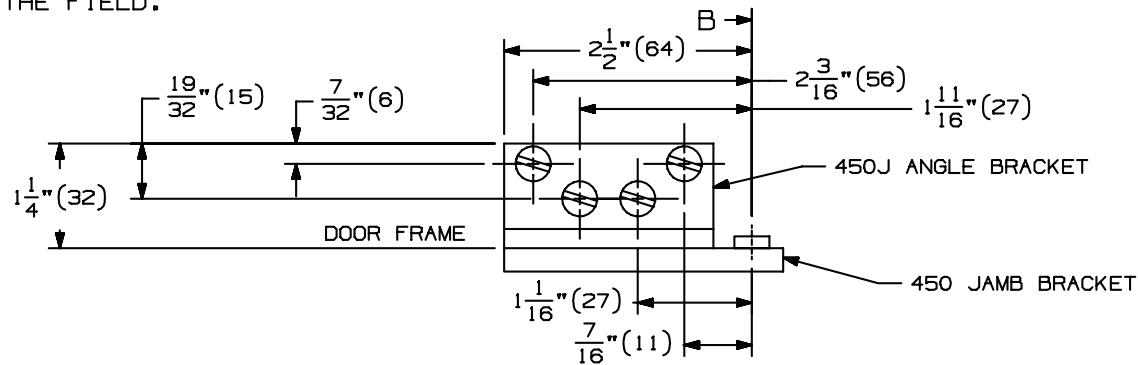 THE FIELD.
B
2 1/2"(64)
2 3/16"(56)
1 11/16"(27)
19/32"(15)
7/32"(6)
450J ANGLE BRACKET
1 1/4"(32)
DOOR FRAME
450 JAMB BRACKET
1 1/16"(27)
7/16"(11)